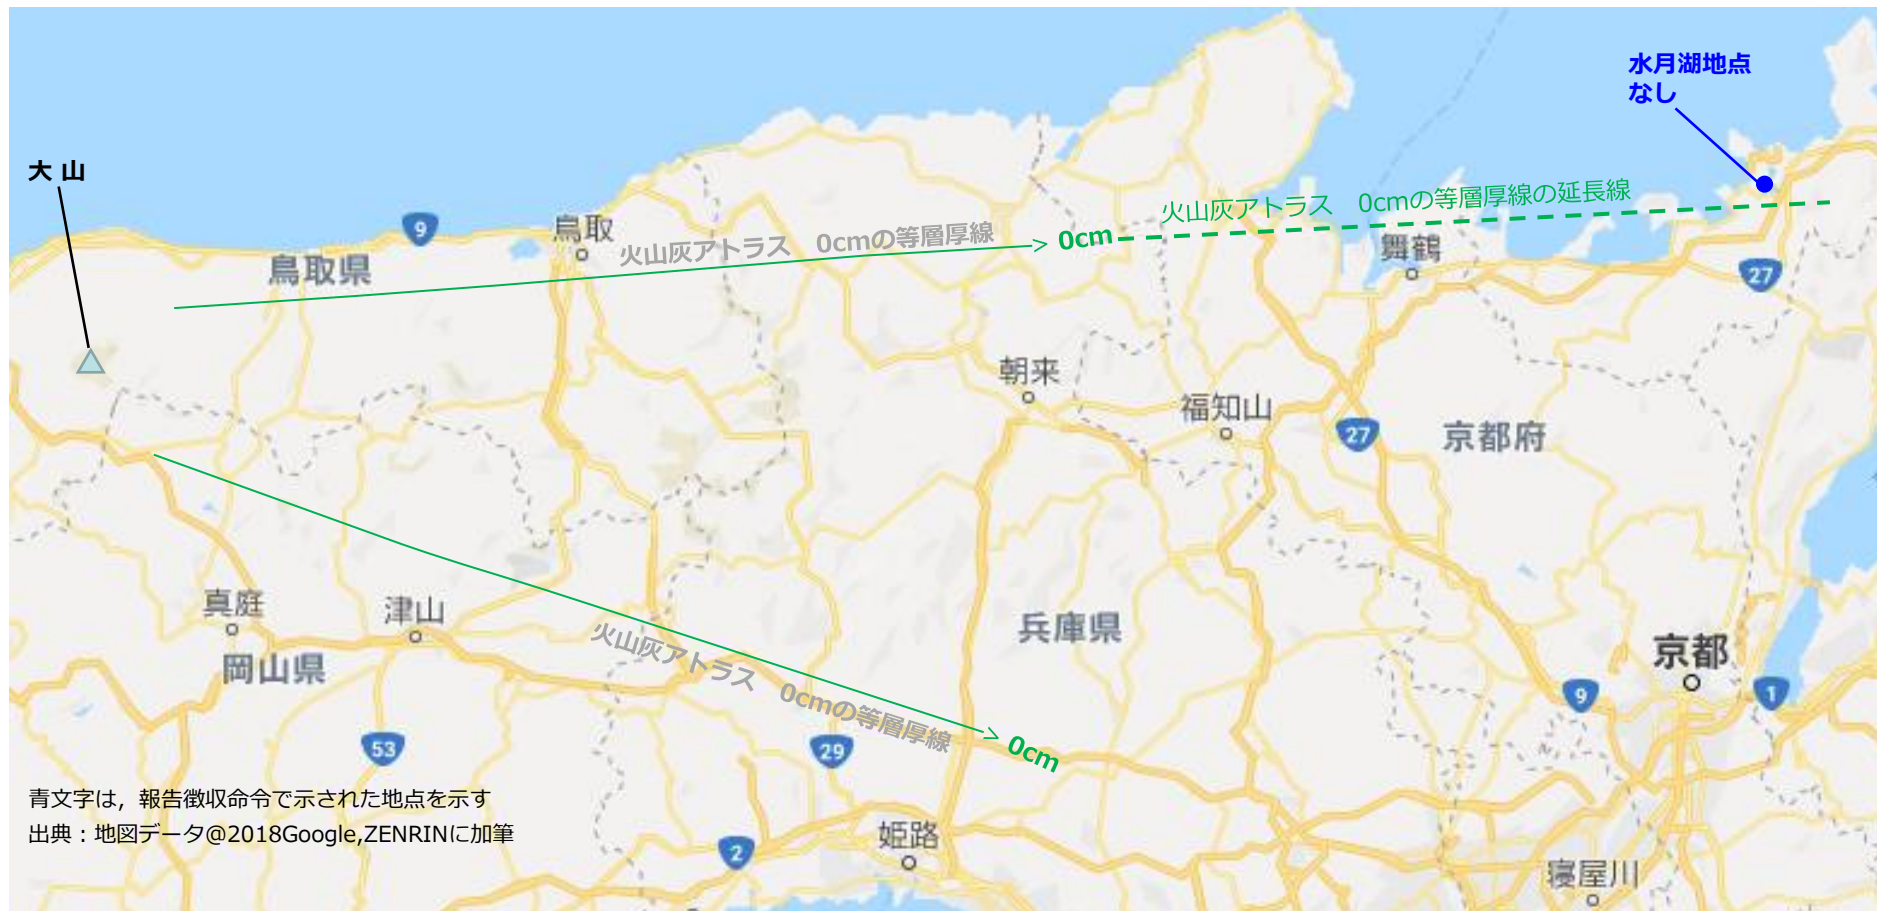 水月湖地点
なし
大 山
火山灰アトラス　0cmの等層厚線の延長線
9
鳥取
火山灰アトラス　0cmの等層厚線
0cm
舞鶴
鳥取県
27
朝来
福知山
27
京都府
真庭
津山
兵庫県
火山灰アトラス　0cmの等層厚線
0cm
岡山県
京都
9
1
53
29
青文字は，報告徴収命令で示された地点を示す
出典：地図データ@2018Google,ZENRINに加筆
姫路
2
寝屋川